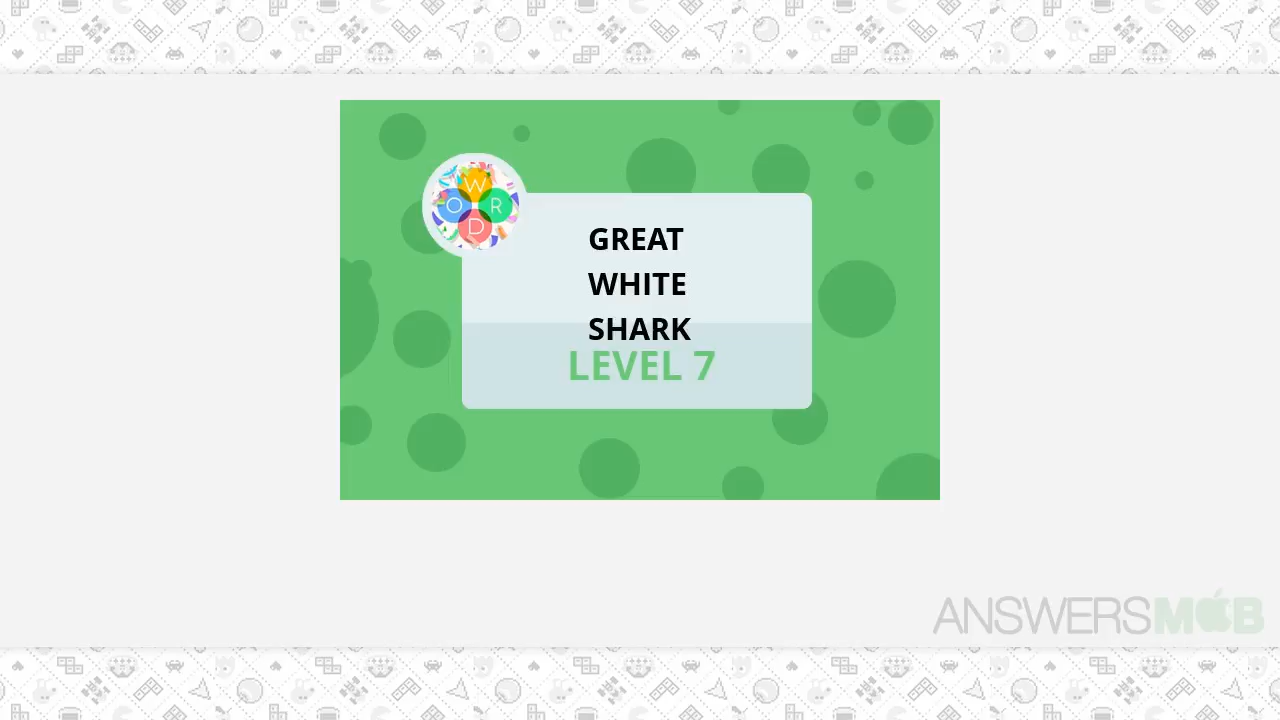 W
O R
D
GREAT
WHITE
SHARK
LEVEL 7
ANSWERSMOB